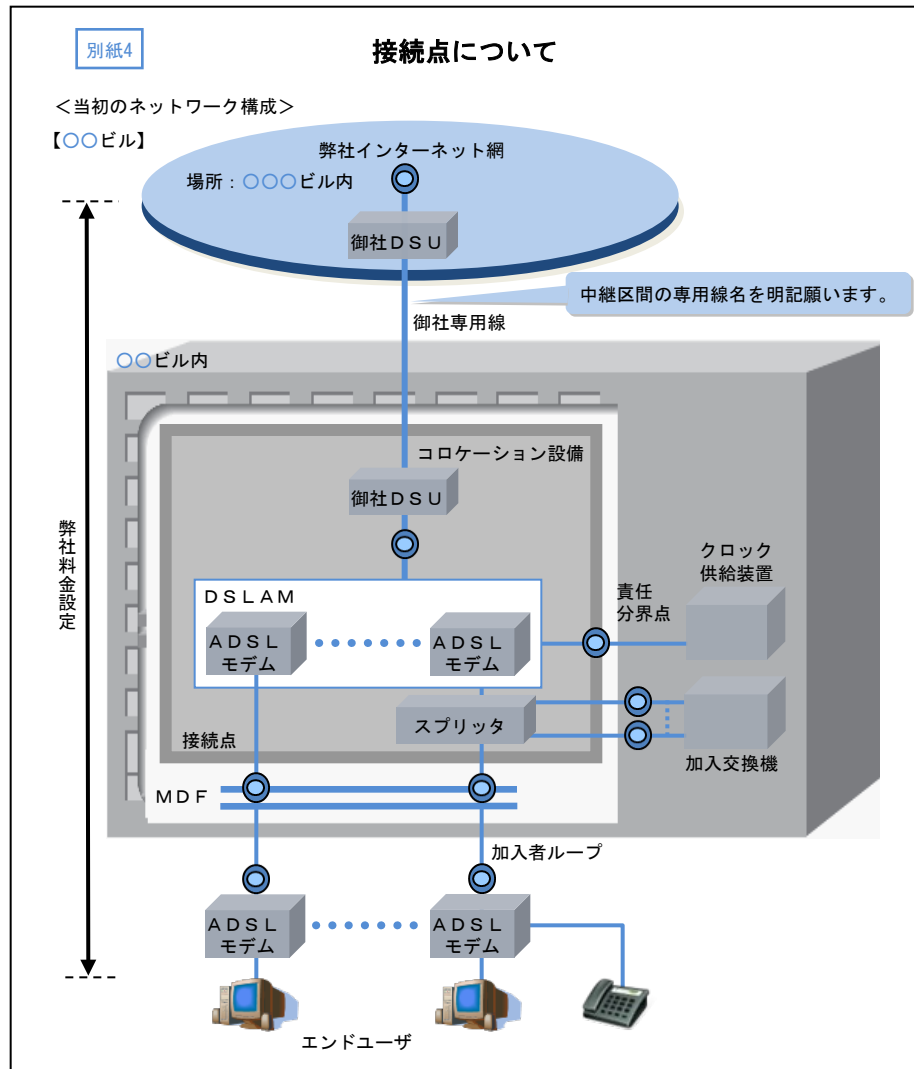 別紙4
接続点について
＜当初のネットワーク構成＞
【○○ビル】
弊社インターネット網
場所：○○○ビル内
御社ＤＳＵ
中継区間の専用線名を明記願います。
御社専用線
○○ビル内
コロケーション設備
御社ＤＳＵ
弊社料金設定
クロック
供給装置
ＤＳＬＡＭ
責任
分界点
ＡＤＳＬ
モデム
ＡＤＳＬ
モデム
スプリッタ
接続点
加入交換機
ＭＤＦ
加入者ループ
ＡＤＳＬ
モデム
ＡＤＳＬ
モデム
エンドユーザ